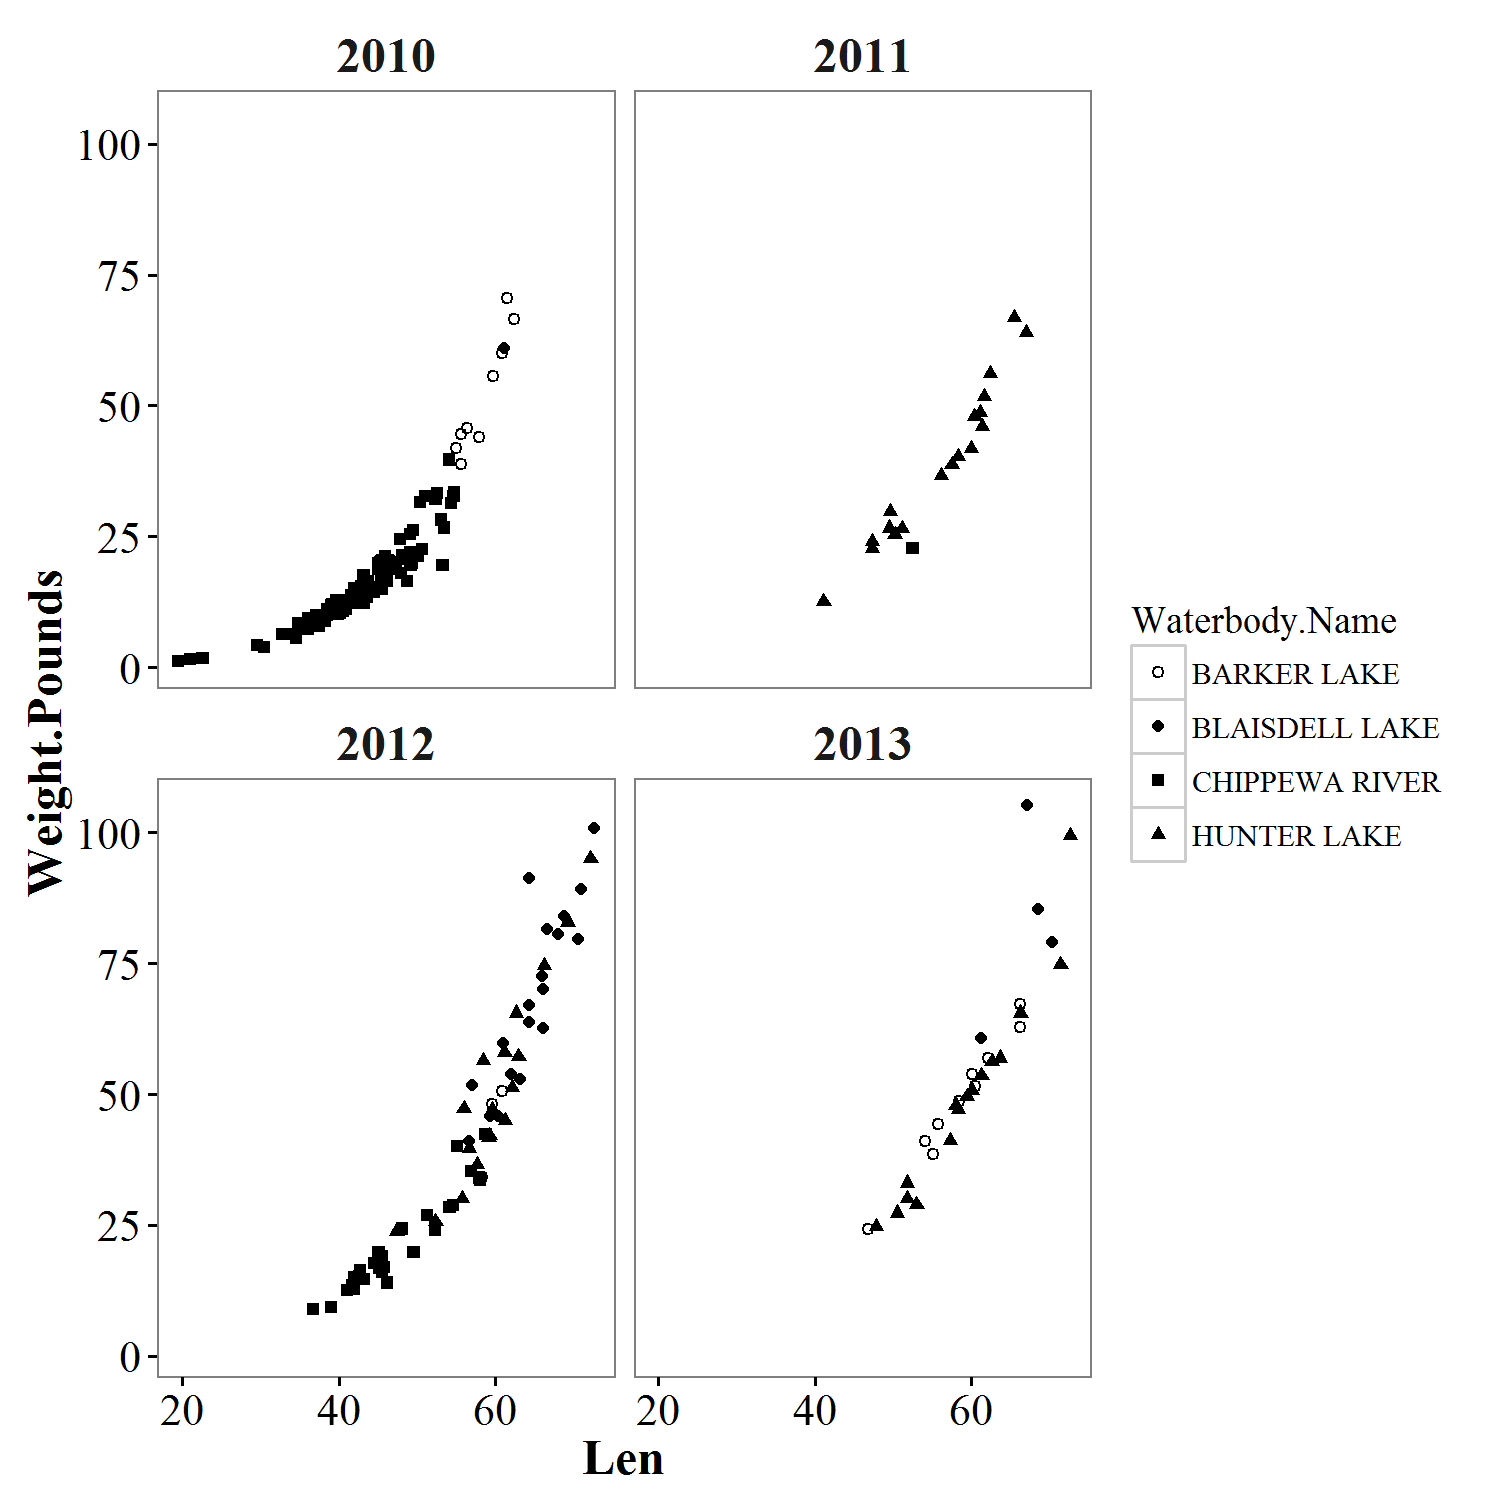 2010 2011
100
75
50
25
0
2012 2013
100
75
50
25
0
20 40 60 20 40 60
Len
Weight.Pounds
Waterbody.Name
BARKER LAKE
BLAISDELL LAKE
CHIPPEWA RIVER
HUNTER LAKE